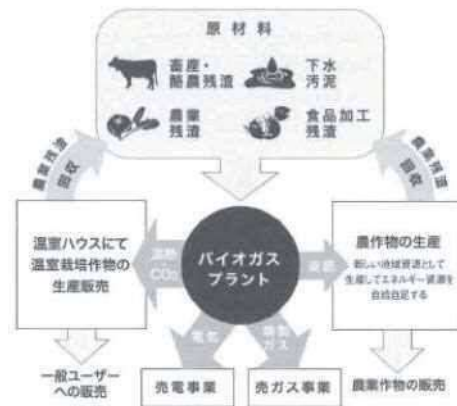 原材料
畜産・
酪農残渣
下水
汚泥
農業
残渣
食品加工
残渣
農業残渣
回収
農業残渣
回収
温室ハウスにて
温室栽培作物の
生産販売
CO₂
バイオガス
プラント
農作物の生産
新しい地域資源として
生産してエネルギー資源を
自給自足する
電気
ガス
一般ユーザー
への販売
売電事業
売ガス事業
農業作物の販売